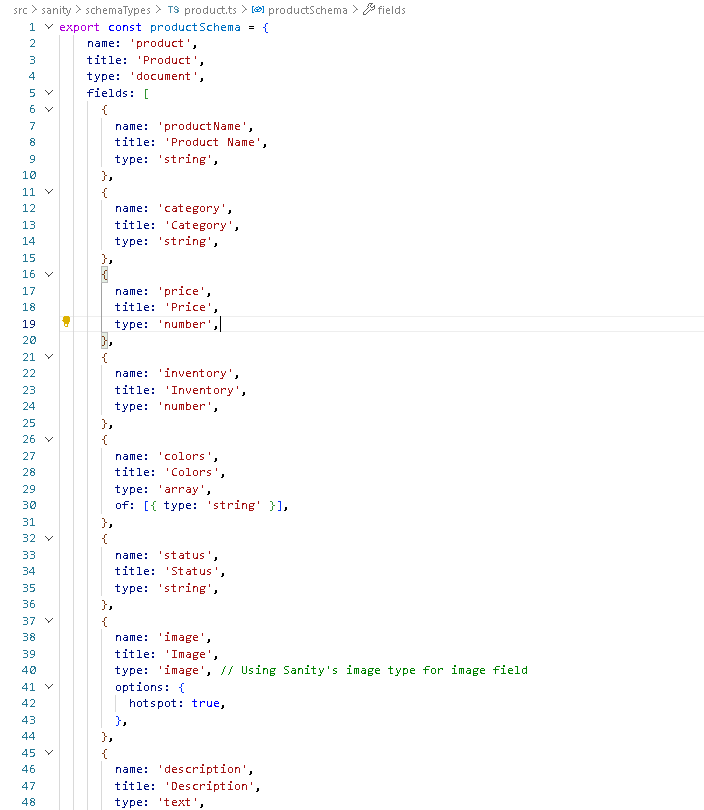 src > sanity > schemaTypes > TS product.ts > productSchema > fields
1 export const productSchema = {
2 name: 'product',
3 title: 'Product',
4 type: 'document',
5 fields: [
6 {
7 name: 'productName',
8 title: 'Product Name',
9 type: 'string',
10 },
11 {
12 name: 'category',
13 title: 'Category',
14 type: 'string',
15 },
16 {
17 name: 'price',
18 title: 'Price',
19 type: 'number',
20 },
21 {
22 name: 'inventory',
23 title: 'Inventory',
24 type: 'number',
25 },
26 {
27 name: 'colors',
28 title: 'Colors',
29 type: 'array',
30 of: [{ type: 'string' }],
31 },
32 {
33 name: 'status',
34 title: 'Status',
35 type: 'string',
36 },
37 {
38 name: 'image',
39 title: 'Image',
40 type: 'image', // Using Sanity's image type for image field
41 options: {
42 hotspot: true,
43 },
44 },
45 {
46 name: 'description',
47 title: 'Description',
48 type: 'text',